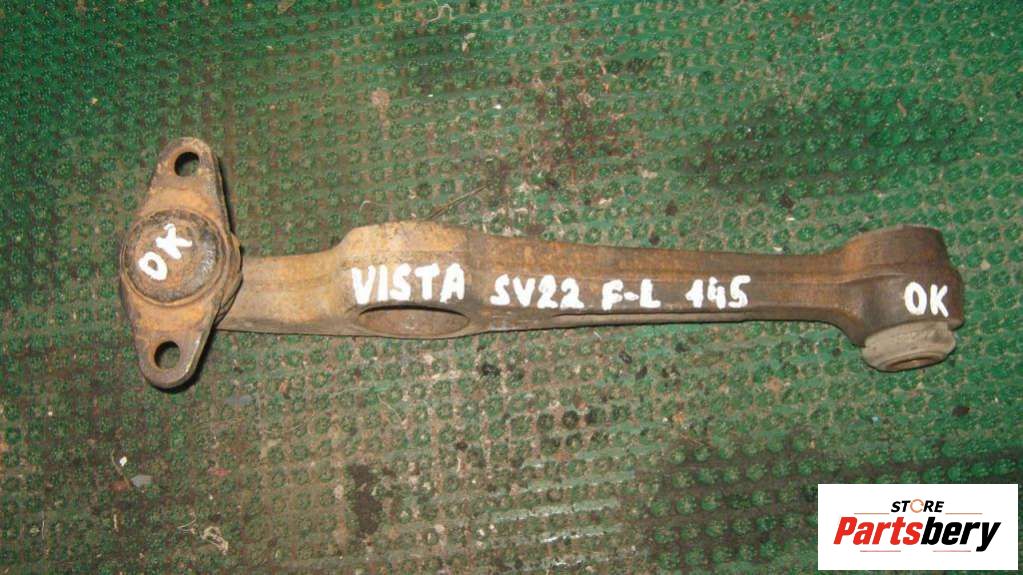 OK
VISTA SV22 F-L 145
OK
STORE
Partsbery